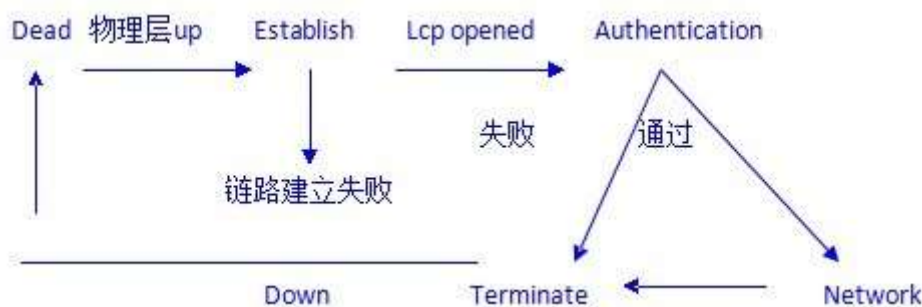 Dead 物理层up Establish Lcp opened Authentication
失败 通过
链路建立失败
Down Terminate Network